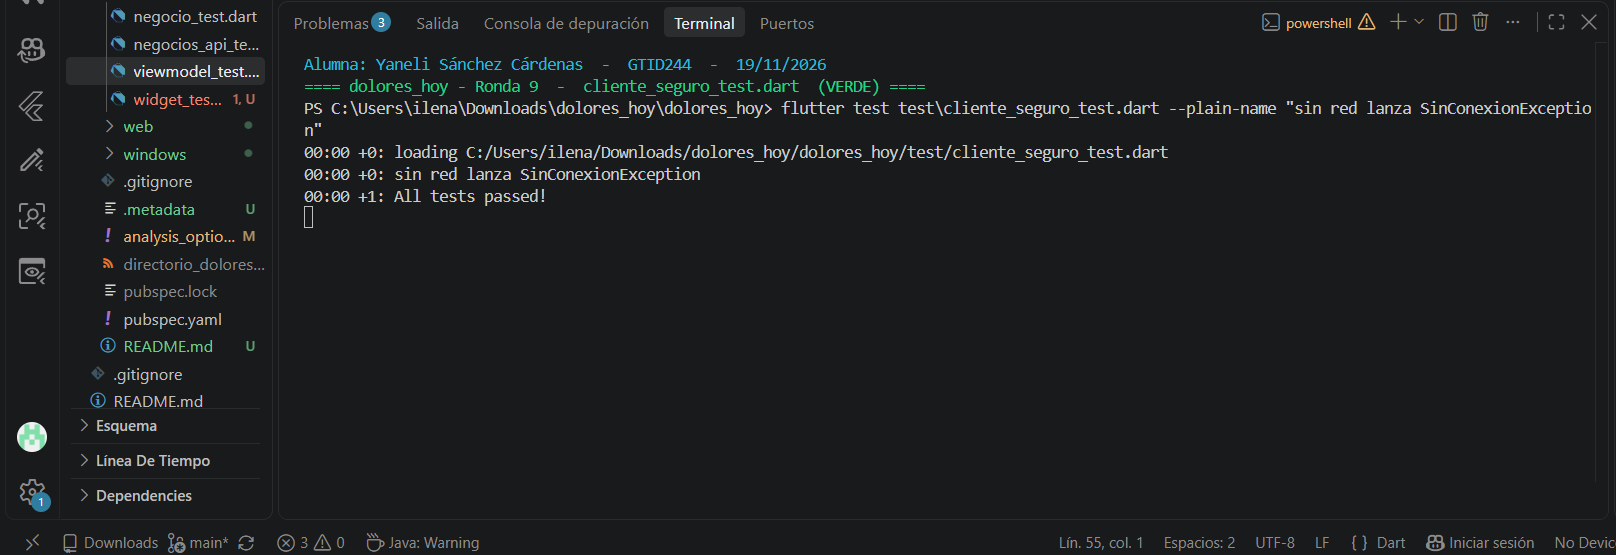 negocio_test.dart
negocios_api_te...
viewmodel_test....
widget_tes... 1, U
web
windows
.gitignore
.metadata U
analysis_optio... M
directorio_dolores...
pubspec.lock
pubspec.yaml
README.md U
.gitignore
README.md
Esquema
Línea De Tiempo
Dependencies
1
Problemas 3 Salida Consola de depuración Terminal Puertos
powershell
Alumna: Yaneli Sánchez Cárdenas - GTID244 - 19/11/2026
==== dolores_hoy - Ronda 9 - cliente_seguro_test.dart (VERDE) ====
PS C:\Users\ilena\Downloads\dolores_hoy\dolores_hoy> flutter test test\cliente_seguro_test.dart --plain-name "sin red lanza SinConexionExceptio
n"
00:00 +0: loading C:/Users/ilena/Downloads/dolores_hoy/dolores_hoy/test/cliente_seguro_test.dart
00:00 +0: sin red lanza SinConexionException
00:00 +1: All tests passed!
Downloads main* 3 0 Java: Warning Lín. 55, col. 1 Espacios: 2 UTF-8 LF { } Dart Iniciar sesión No Devic